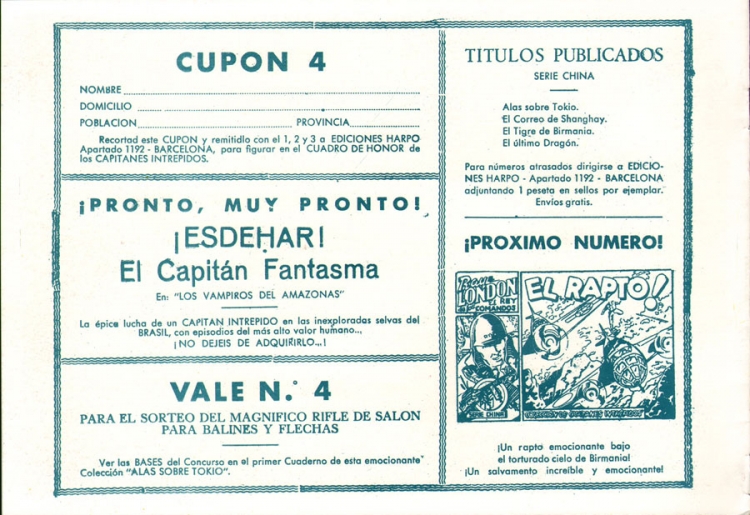 CUPON 4
NOMBRE
DOMICILIO
POBLACION PROVINCIA
Recortad este CUPON y remitidlo con el 1, 2 y 3 a EDICIONES HARPO
Apartado 1192 - BARCELONA, para figurar en el CUADRO DE HONOR de
los CAPITANES INTREPIDOS.
¡PRONTO, MUY PRONTO!
¡ESDEHAR!
El Capitán Fantasma
En: "LOS VAMPIROS DEL AMAZONAS"
La épica lucha de un CAPITAN INTREPIDO en las inexploradas selvas del
BRASIL, con episodios del más alto valor humano...,
¡NO DEJEIS DE ADQUIRIRLO...!
VALE N.° 4
PARA EL SORTEO DEL MAGNIFICO RIFLE DE SALON
PARA BALINES Y FLECHAS
Ver las BASES del Concurso en el primer Cuaderno de esta emocionante
Colección "ALAS SOBRE TOKIO".
TITULOS PUBLICADOS
SERIE CHINA
Alas sobre Tokio.
El Correo de Shanghay.
El Tigre de Birmania.
El último Dragón.
Para números atrasados dirigirse a EDICIO-
NES HARPO - Apartado 1192 - BARCELONA
adjuntando 1 peseta en sellos por ejemplar.
Envíos gratis.
¡PROXIMO NUMERO!
LONDON
EL REY
COMANDOS
SERIE CHINA
EL RAPTO!
¡Un rapto emocionante bajo
el torturado cielo de Birmania!
¡Un salvamento increíble y emocionante!